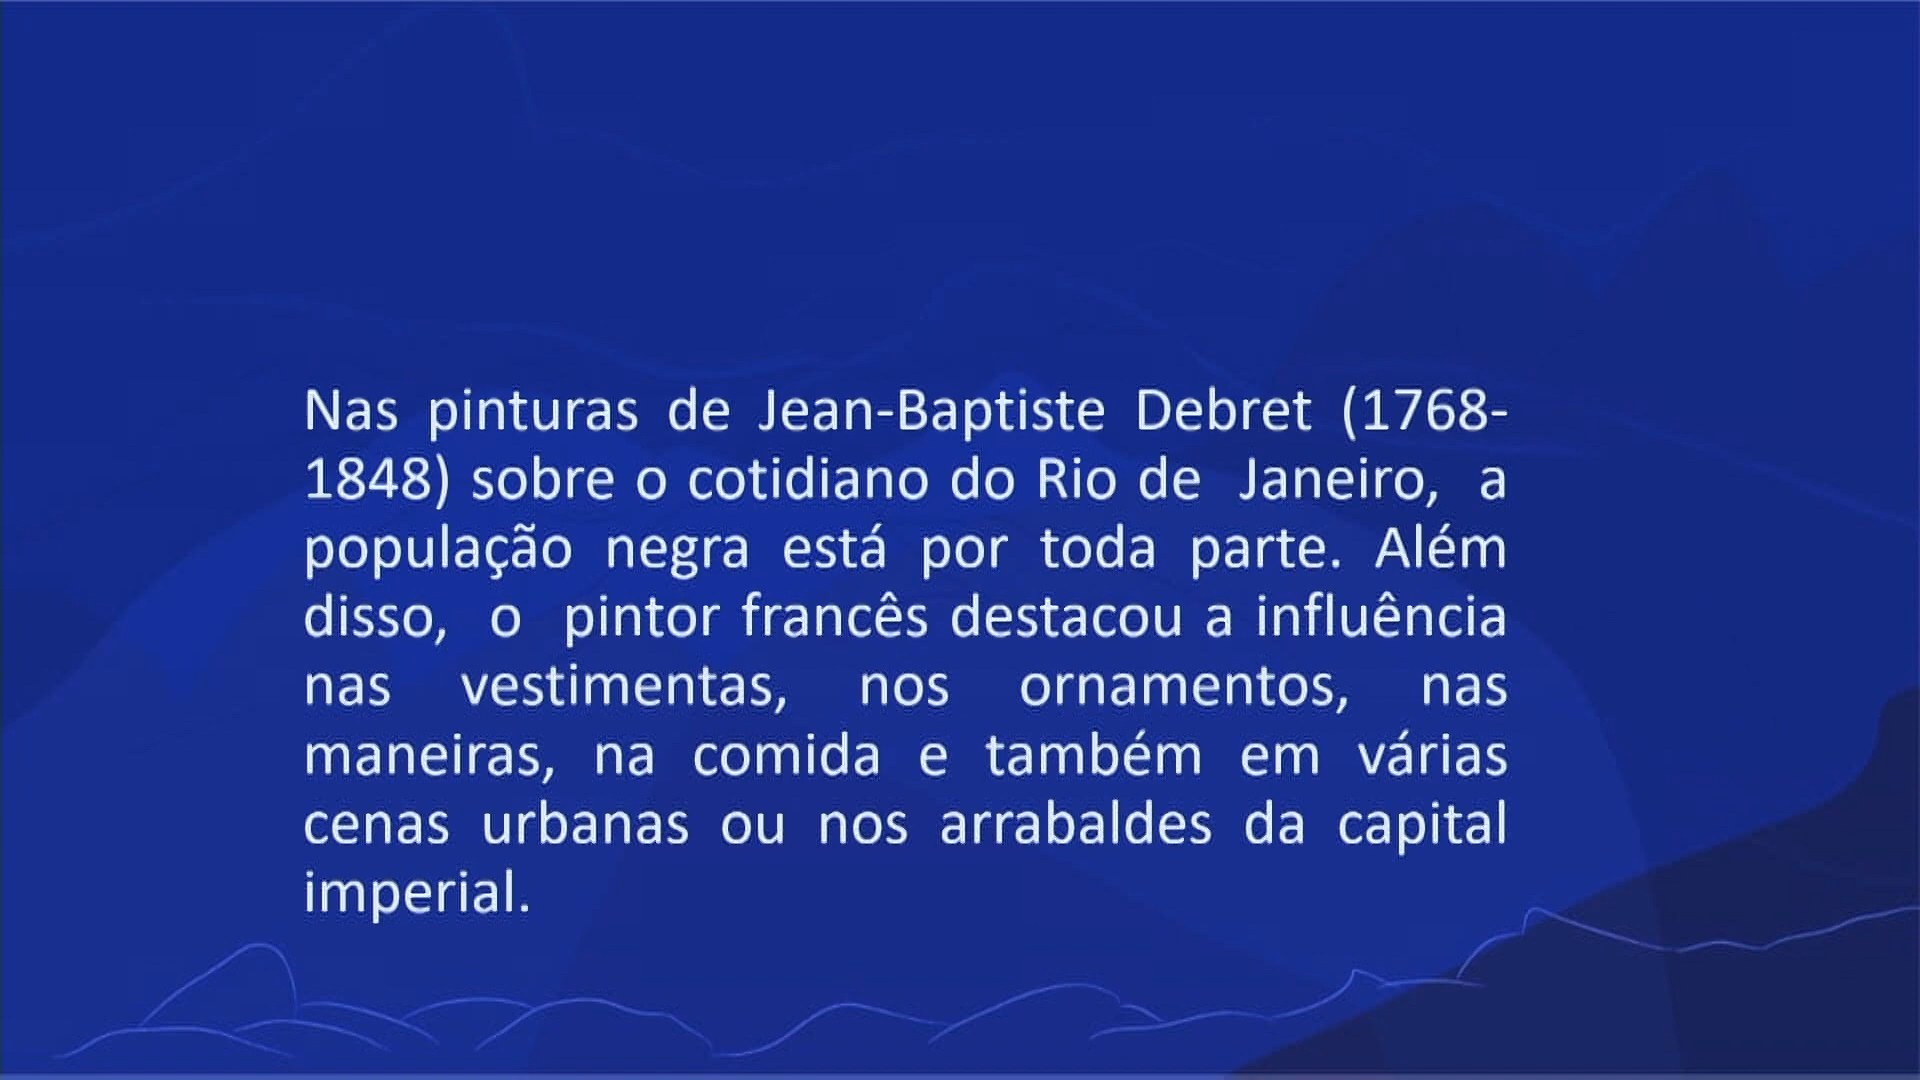 Nas pinturas de Jean-Baptiste Debret (1768-
1848) sobre o cotidiano do Rio de Janeiro, a
população negra está por toda parte. Além
disso, o pintor francês destacou a influência
nas vestimentas, nos ornamentos, nas
maneiras, na comida e também em várias
cenas urbanas ou nos arrabaldes da capital
imperial.